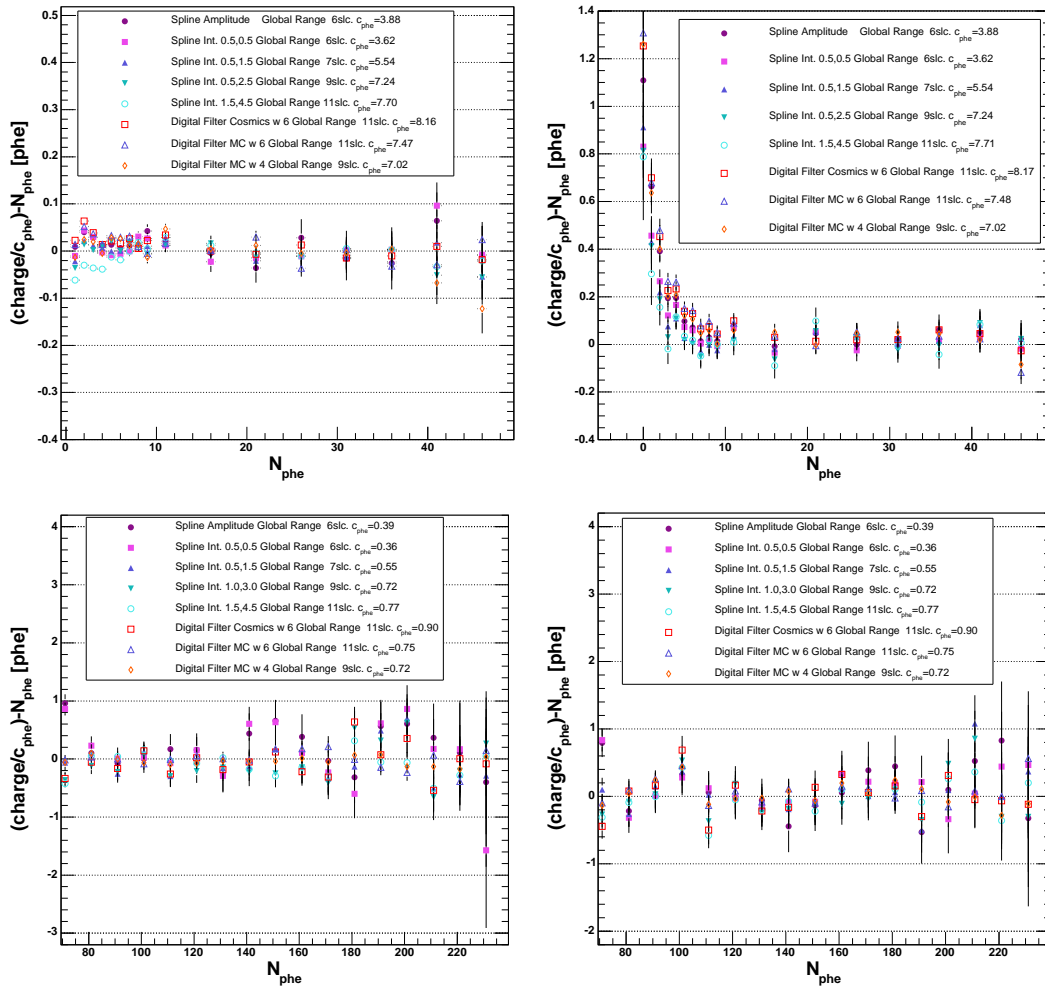 0.5
0.4
0.3
0.2
0.1
0
-0.1
-0.2
-0.3
-0.4
(charge/c_phe)-N_phe [phe]
Spline Amplitude Global Range 6slc. c_phe=3.88
Spline Int. 0.5,0.5 Global Range 6slc. c_phe=3.62
Spline Int. 0.5,1.5 Global Range 7slc. c_phe=5.54
Spline Int. 0.5,2.5 Global Range 9slc. c_phe=7.24
Spline Int. 1.5,4.5 Global Range 11slc. c_phe=7.70
Digital Filter Cosmics w 6 Global Range 11slc. c_phe=8.16
Digital Filter MC w 6 Global Range 11slc. c_phe=7.47
Digital Filter MC w 4 Global Range 9slc. c_phe=7.02
0 10 20 30 40
N_phe
1.4
1.2
1
0.8
0.6
0.4
0.2
0
-0.2
-0.4
(charge/c_phe)-N_phe [phe]
Spline Amplitude Global Range 6slc. c_phe=3.88
Spline Int. 0.5,0.5 Global Range 6slc. c_phe=3.62
Spline Int. 0.5,1.5 Global Range 7slc. c_phe=5.54
Spline Int. 0.5,2.5 Global Range 9slc. c_phe=7.24
Spline Int. 1.5,4.5 Global Range 11slc. c_phe=7.71
Digital Filter Cosmics w 6 Global Range 11slc. c_phe=8.17
Digital Filter MC w 6 Global Range 11slc. c_phe=7.48
Digital Filter MC w 4 Global Range 9slc. c_phe=7.02
0 10 20 30 40
N_phe
4
3
2
1
0
-1
-2
-3
(charge/c_phe)-N_phe [phe]
Spline Amplitude Global Range 6slc. c_phe=0.39
Spline Int. 0.5,0.5 Global Range 6slc. c_phe=0.36
Spline Int. 0.5,1.5 Global Range 7slc. c_phe=0.55
Spline Int. 1.0,3.0 Global Range 9slc. c_phe=0.72
Spline Int. 1.5,4.5 Global Range 11slc. c_phe=0.77
Digital Filter Cosmics w 6 Global Range 11slc. c_phe=0.90
Digital Filter MC w 6 Global Range 11slc. c_phe=0.75
Digital Filter MC w 4 Global Range 9slc. c_phe=0.72
80 100 120 140 160 180 200 220
N_phe
4
3
2
1
0
-1
-2
(charge/c_phe)-N_phe [phe]
Spline Amplitude Global Range 6slc. c_phe=0.39
Spline Int. 0.5,0.5 Global Range 6slc. c_phe=0.36
Spline Int. 0.5,1.5 Global Range 7slc. c_phe=0.55
Spline Int. 1.0,3.0 Global Range 9slc. c_phe=0.72
Spline Int. 1.5,4.5 Global Range 11slc. c_phe=0.77
Digital Filter Cosmics w 6 Global Range 11slc. c_phe=0.90
Digital Filter MC w 6 Global Range 11slc. c_phe=0.75
Digital Filter MC w 4 Global Range 9slc. c_phe=0.72
80 100 120 140 160 180 200 220
N_phe